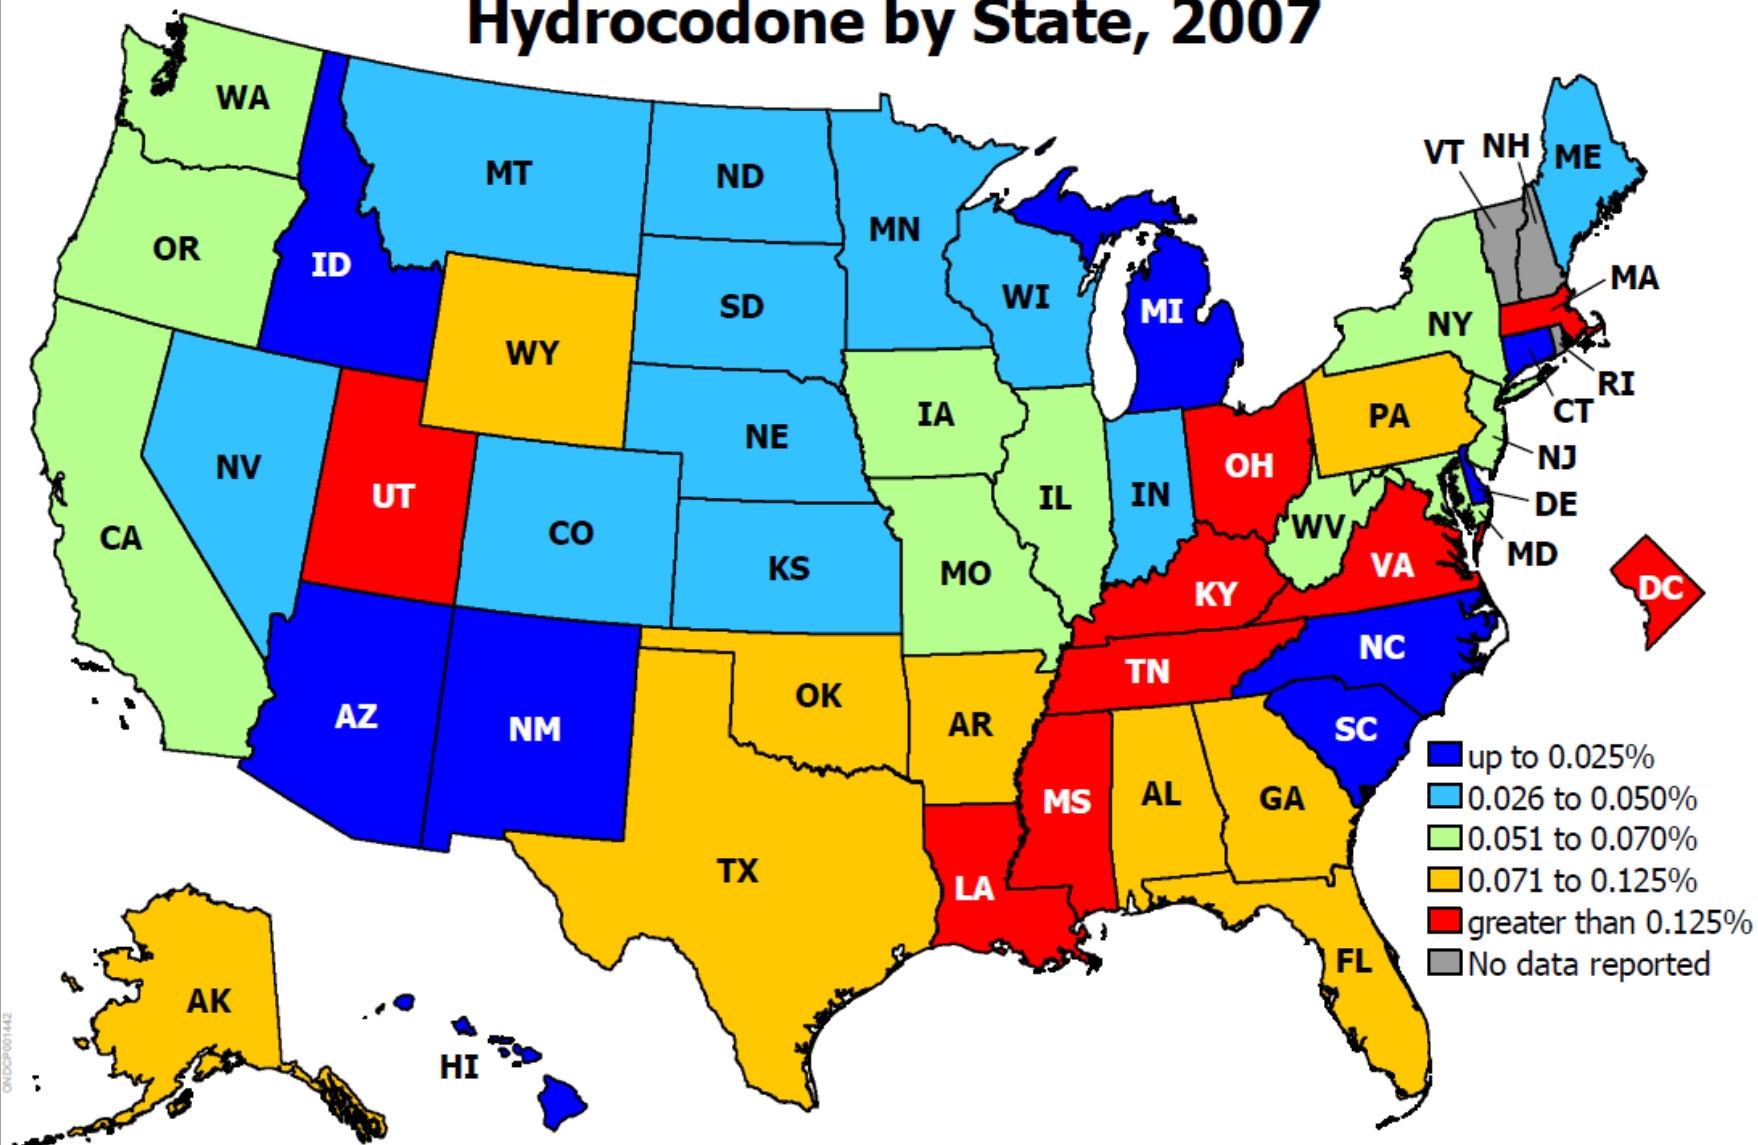 Hydrocodone by State, 2007
WA
MT
ND
MN
VT
NH
ME
OR
ID
SD
WI
MI
MA
WY
NY
RI
CT
IA
NE
PA
NV
UT
OH
NJ
CO
IL
IN
DE
CA
KS
MO
WV
MD
KY
VA
DC
TN
NC
AZ
NM
OK
AR
SC
MS
AL
GA
TX
LA
FL
AK
HI
up to 0.025%
0.026 to 0.050%
0.051 to 0.070%
0.071 to 0.125%
greater than 0.125%
No data reported
ONDCP001442